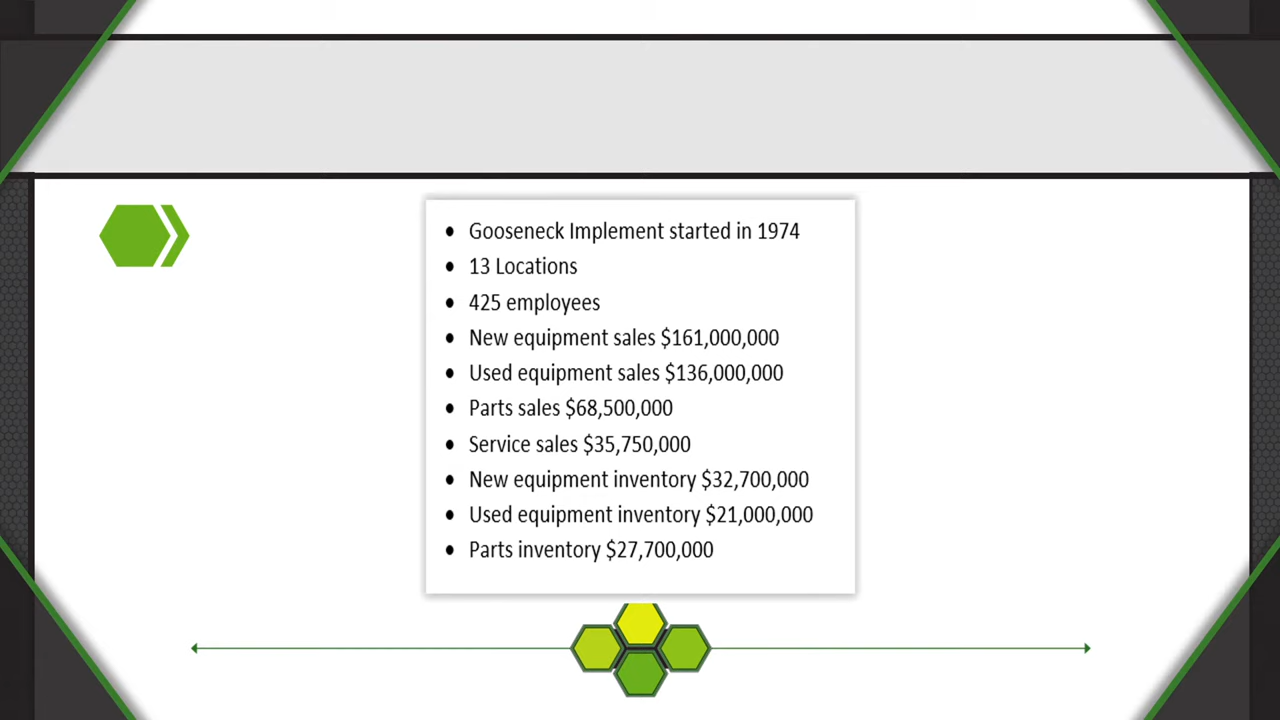 • Gooseneck Implement started in 1974
• 13 Locations
• 425 employees
• New equipment sales $161,000,000
• Used equipment sales $136,000,000
• Parts sales $68,500,000
• Service sales $35,750,000
• New equipment inventory $32,700,000
• Used equipment inventory $21,000,000
• Parts inventory $27,700,000